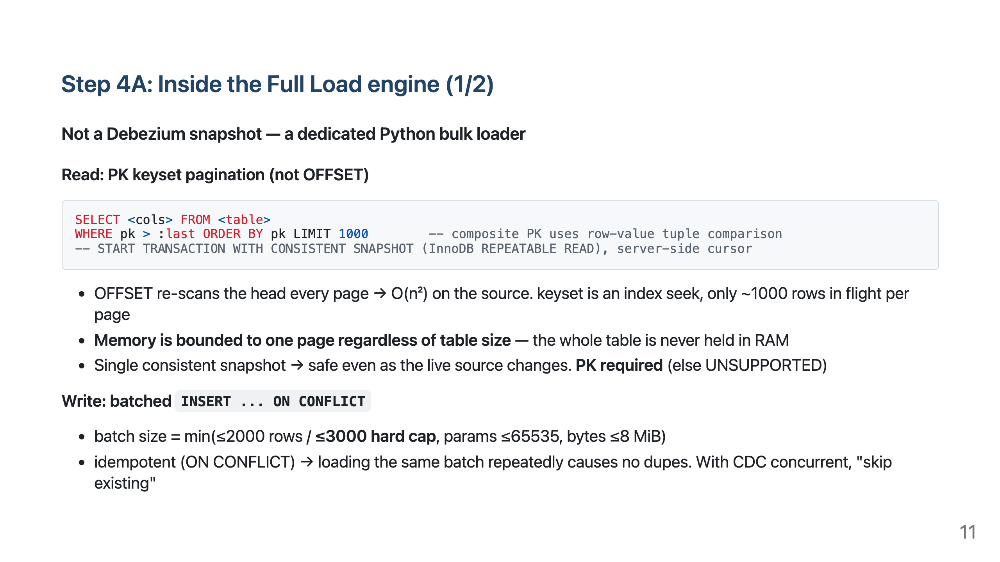 Step 4A: Inside the Full Load engine (1/2)
Not a Debezium snapshot — a dedicated Python bulk loader
Read: PK keyset pagination (not OFFSET)
SELECT <cols> FROM <table>
WHERE pk > :last ORDER BY pk LIMIT 1000        -- composite PK uses row-value tuple comparison
-- START TRANSACTION WITH CONSISTENT SNAPSHOT (InnoDB REPEATABLE READ), server-side cursor
• OFFSET re-scans the head every page → O(n²) on the source. keyset is an index seek, only ~1000 rows in flight per
page
• Memory is bounded to one page regardless of table size — the whole table is never held in RAM
• Single consistent snapshot → safe even as the live source changes. PK required (else UNSUPPORTED)
Write: batched INSERT ... ON CONFLICT
• batch size = min(≤2000 rows / ≤3000 hard cap, params ≤65535, bytes ≤8 MiB)
• idempotent (ON CONFLICT) → loading the same batch repeatedly causes no dupes. With CDC concurrent, "skip
existing"
11